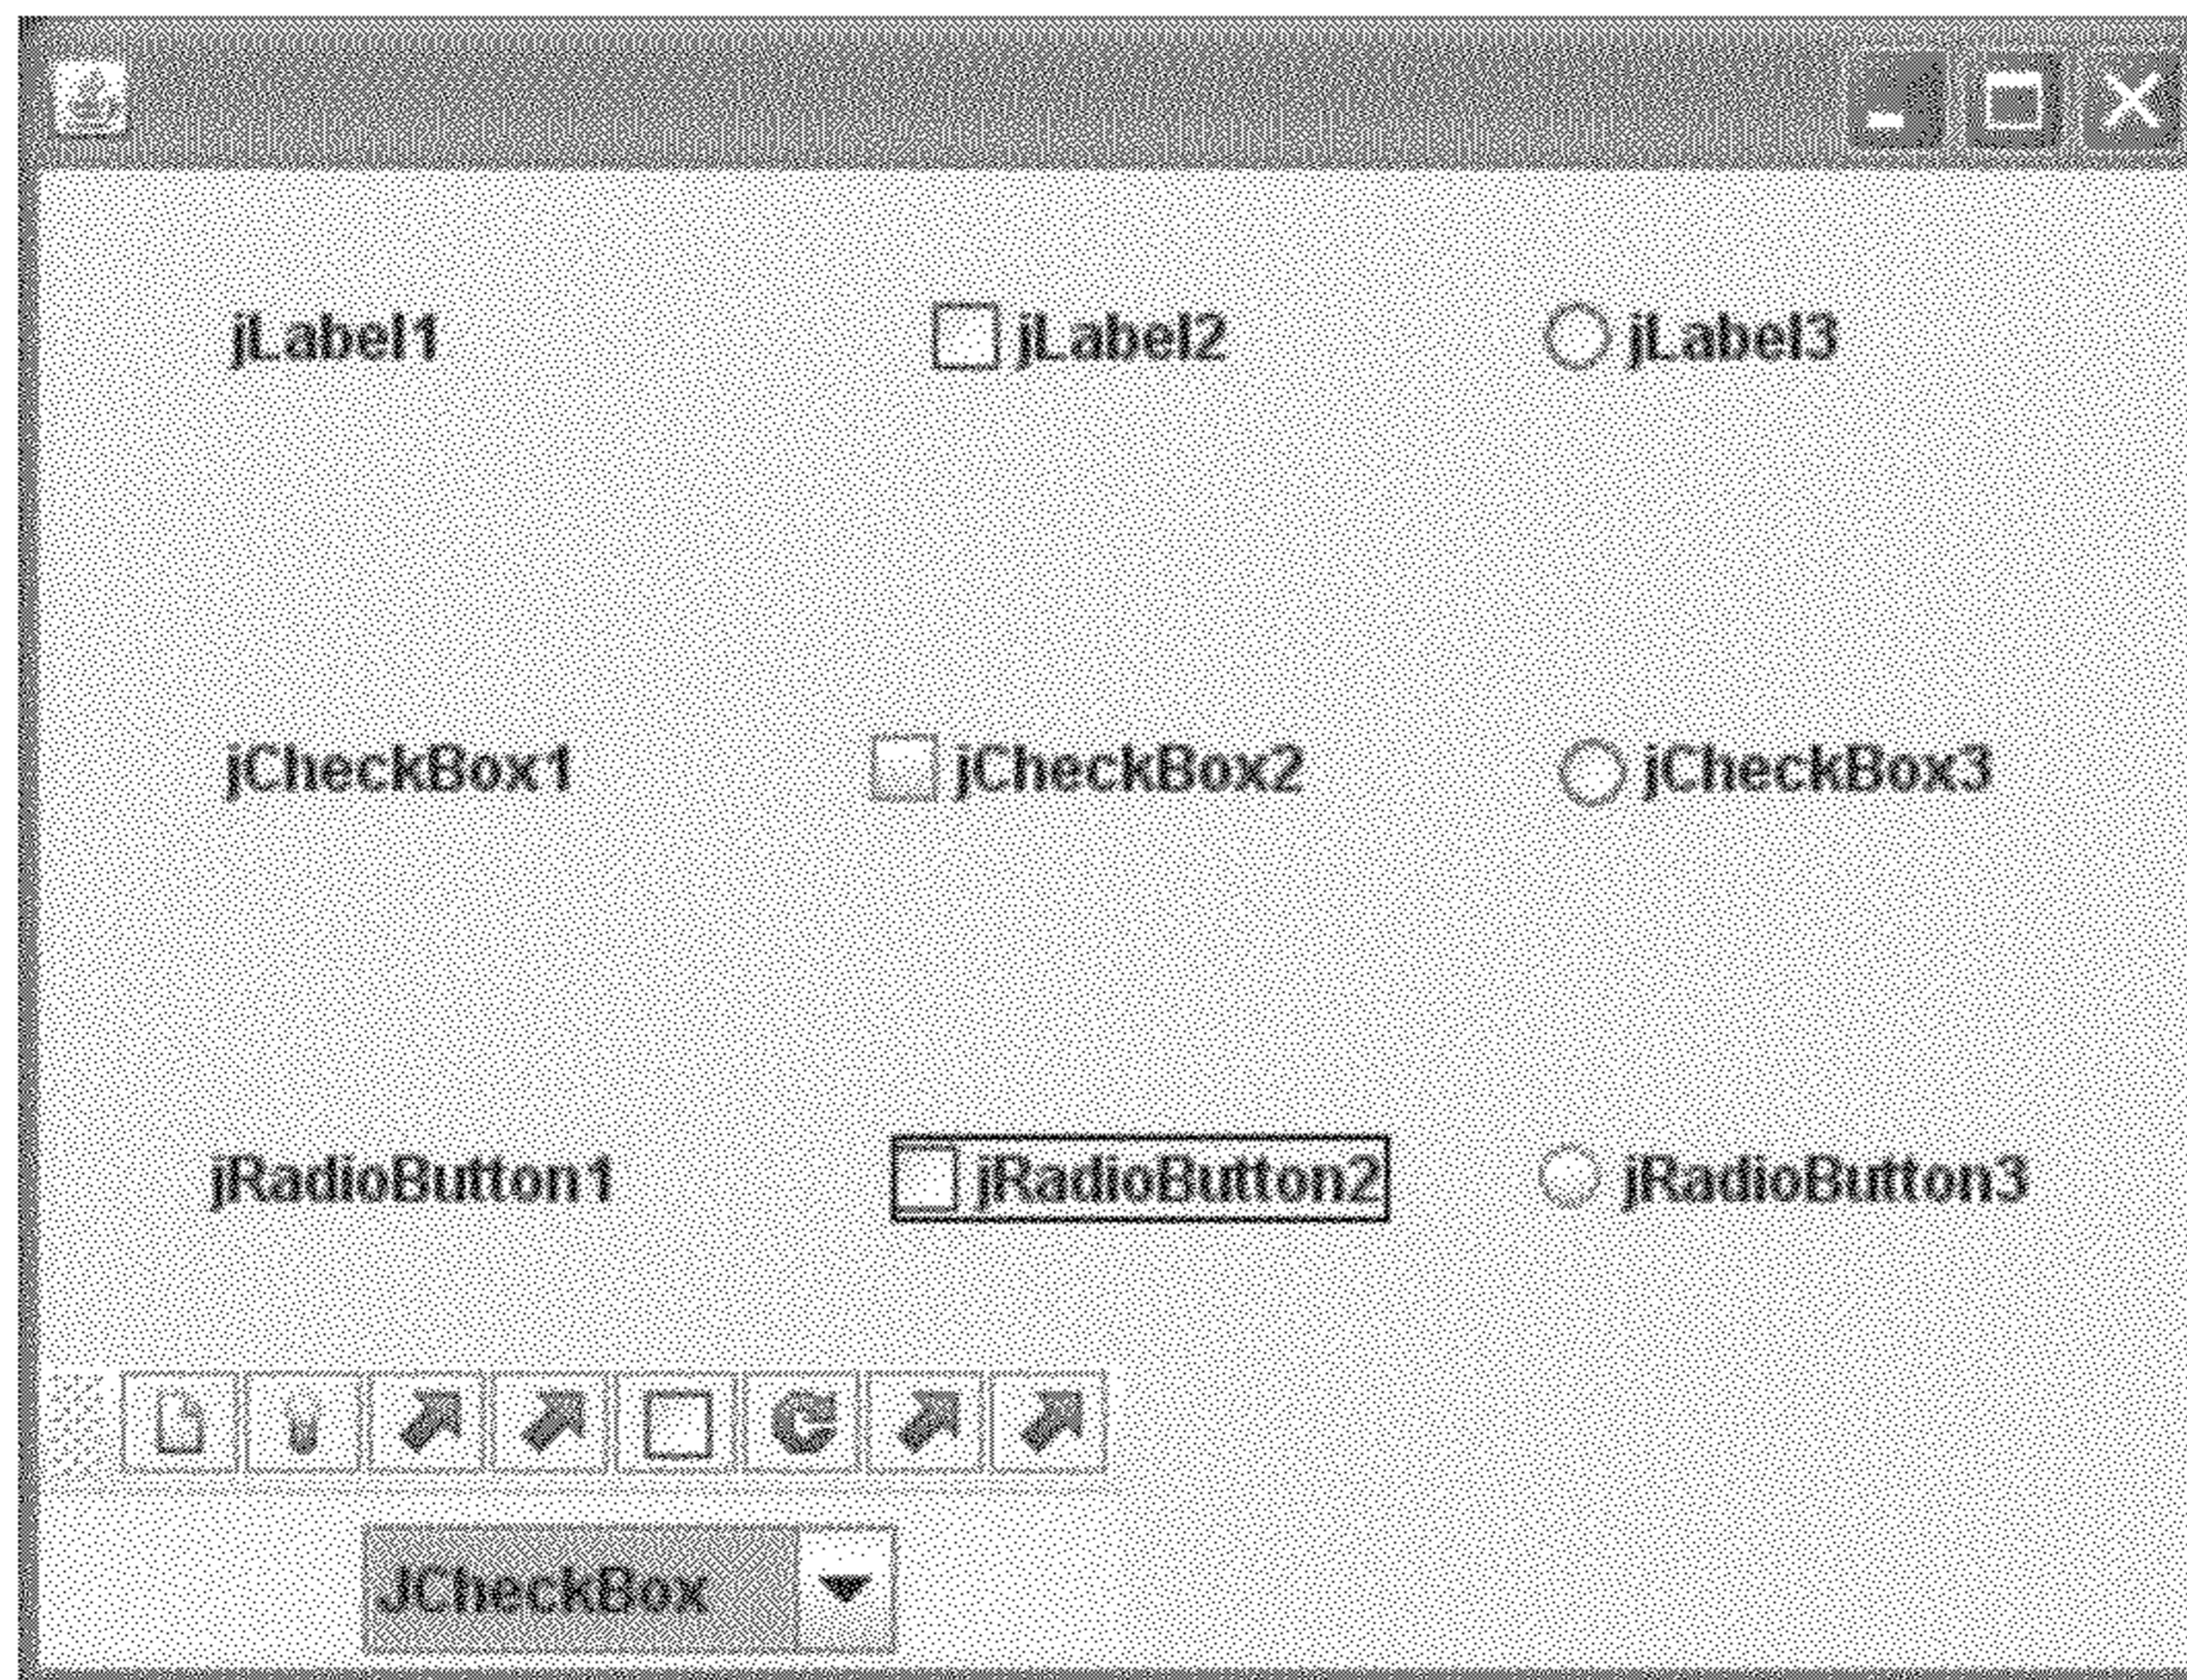 jLabel1 jLabel2 jLabel3
jCheckBox1 jCheckBox2 jCheckBox3
jRadioButton1 jRadioButton2 jRadioButton3
JCheckBox